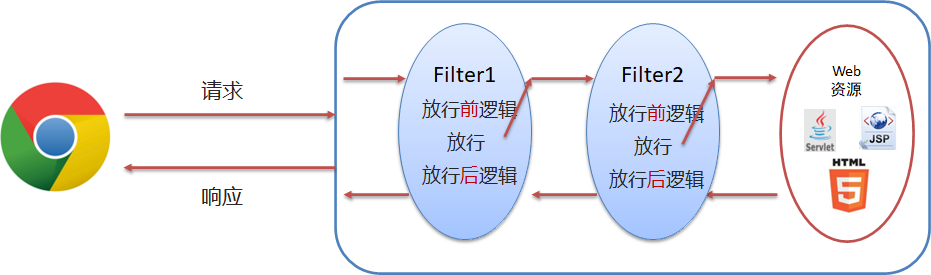 请求
响应
Filter1
放行前逻辑
放行
放行后逻辑
Filter2
放行前逻辑
放行
放行后逻辑
Web
资源
Servlet
JSP
HTML
5